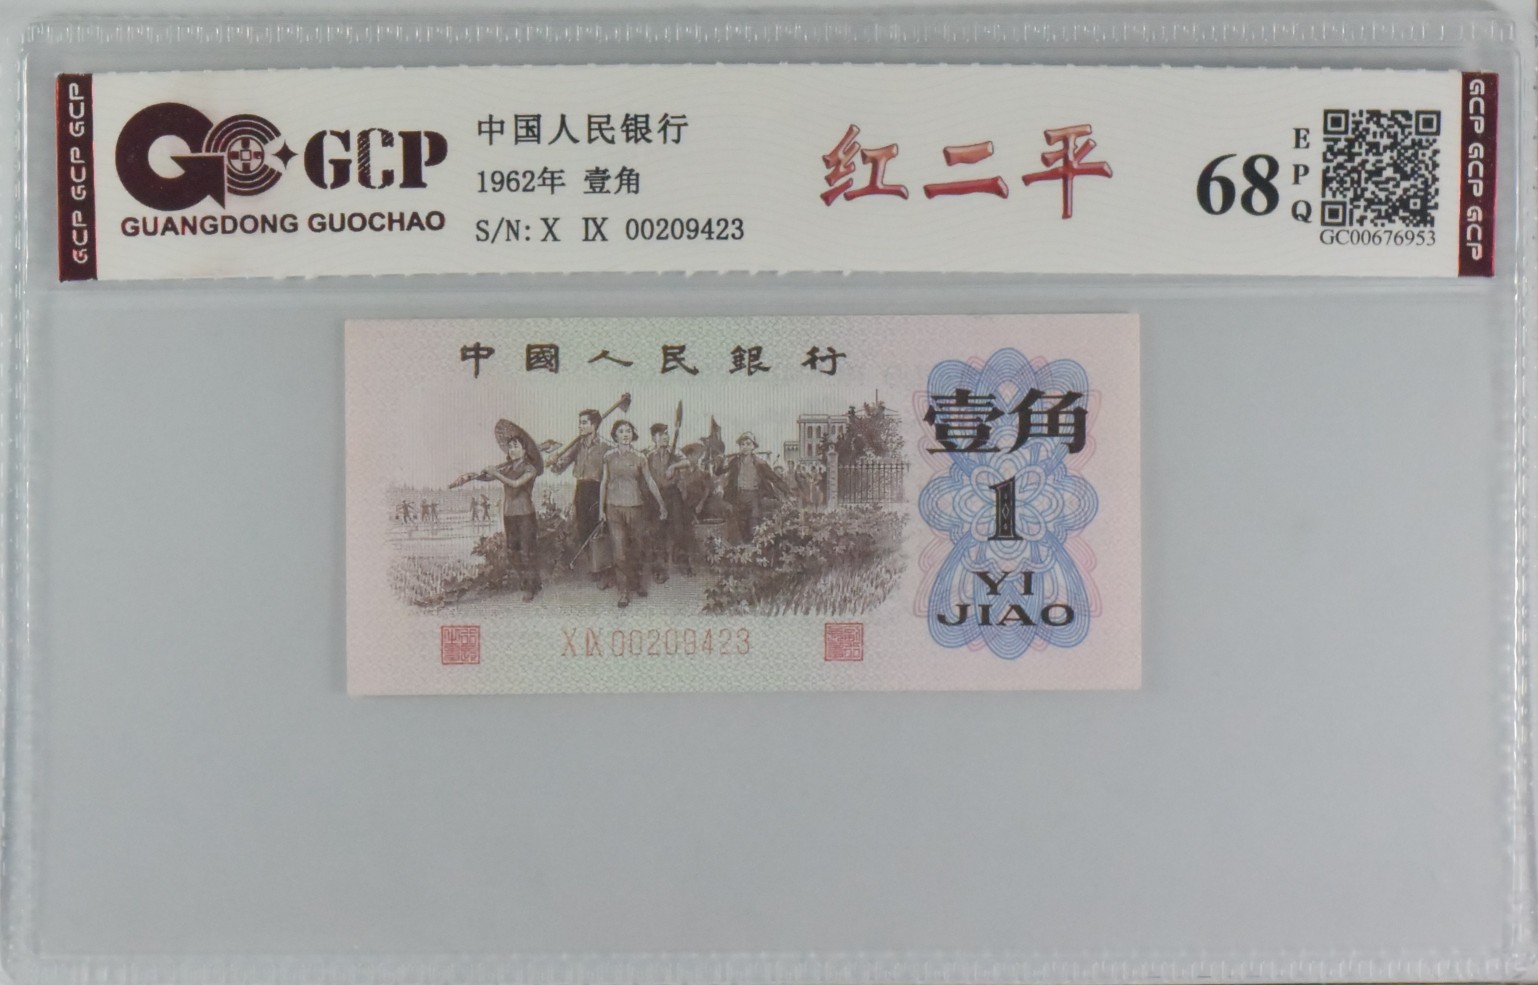 GCP GCP GCP
GCP
GUANGDONG GUOCHAO
中国人民银行
1962年 壹角
S/N: X Ⅸ 00209423
红二平
68
E
P
Q
GC00676953
GCP GCP GCP
中國人民銀行
壹角
1
YI
JIAO
X Ⅸ 00209423